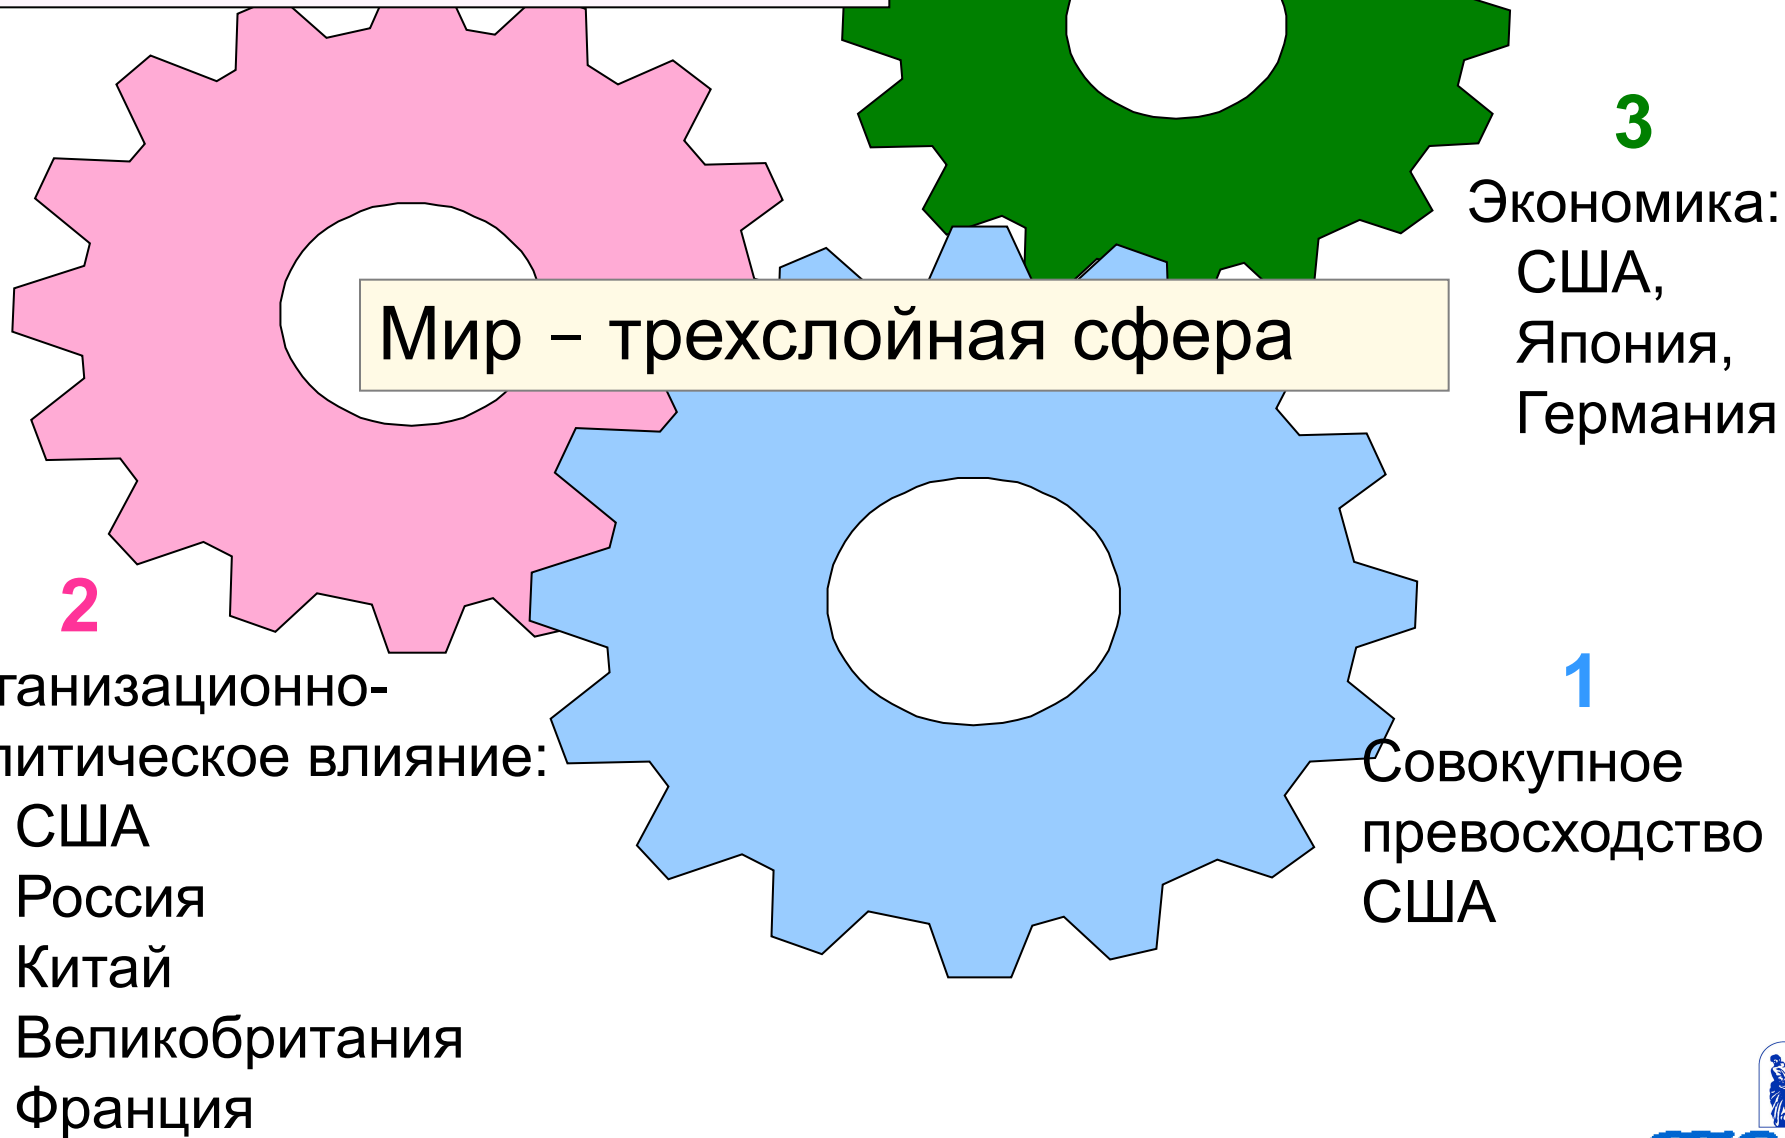 Мир – трехслойная сфера
3
Экономика:
США,
Япония,
Германия
2
ганизационно-
литическое влияние:
США
Россия
Китай
Великобритания
Франция
1
Совокупное
превосходство
США